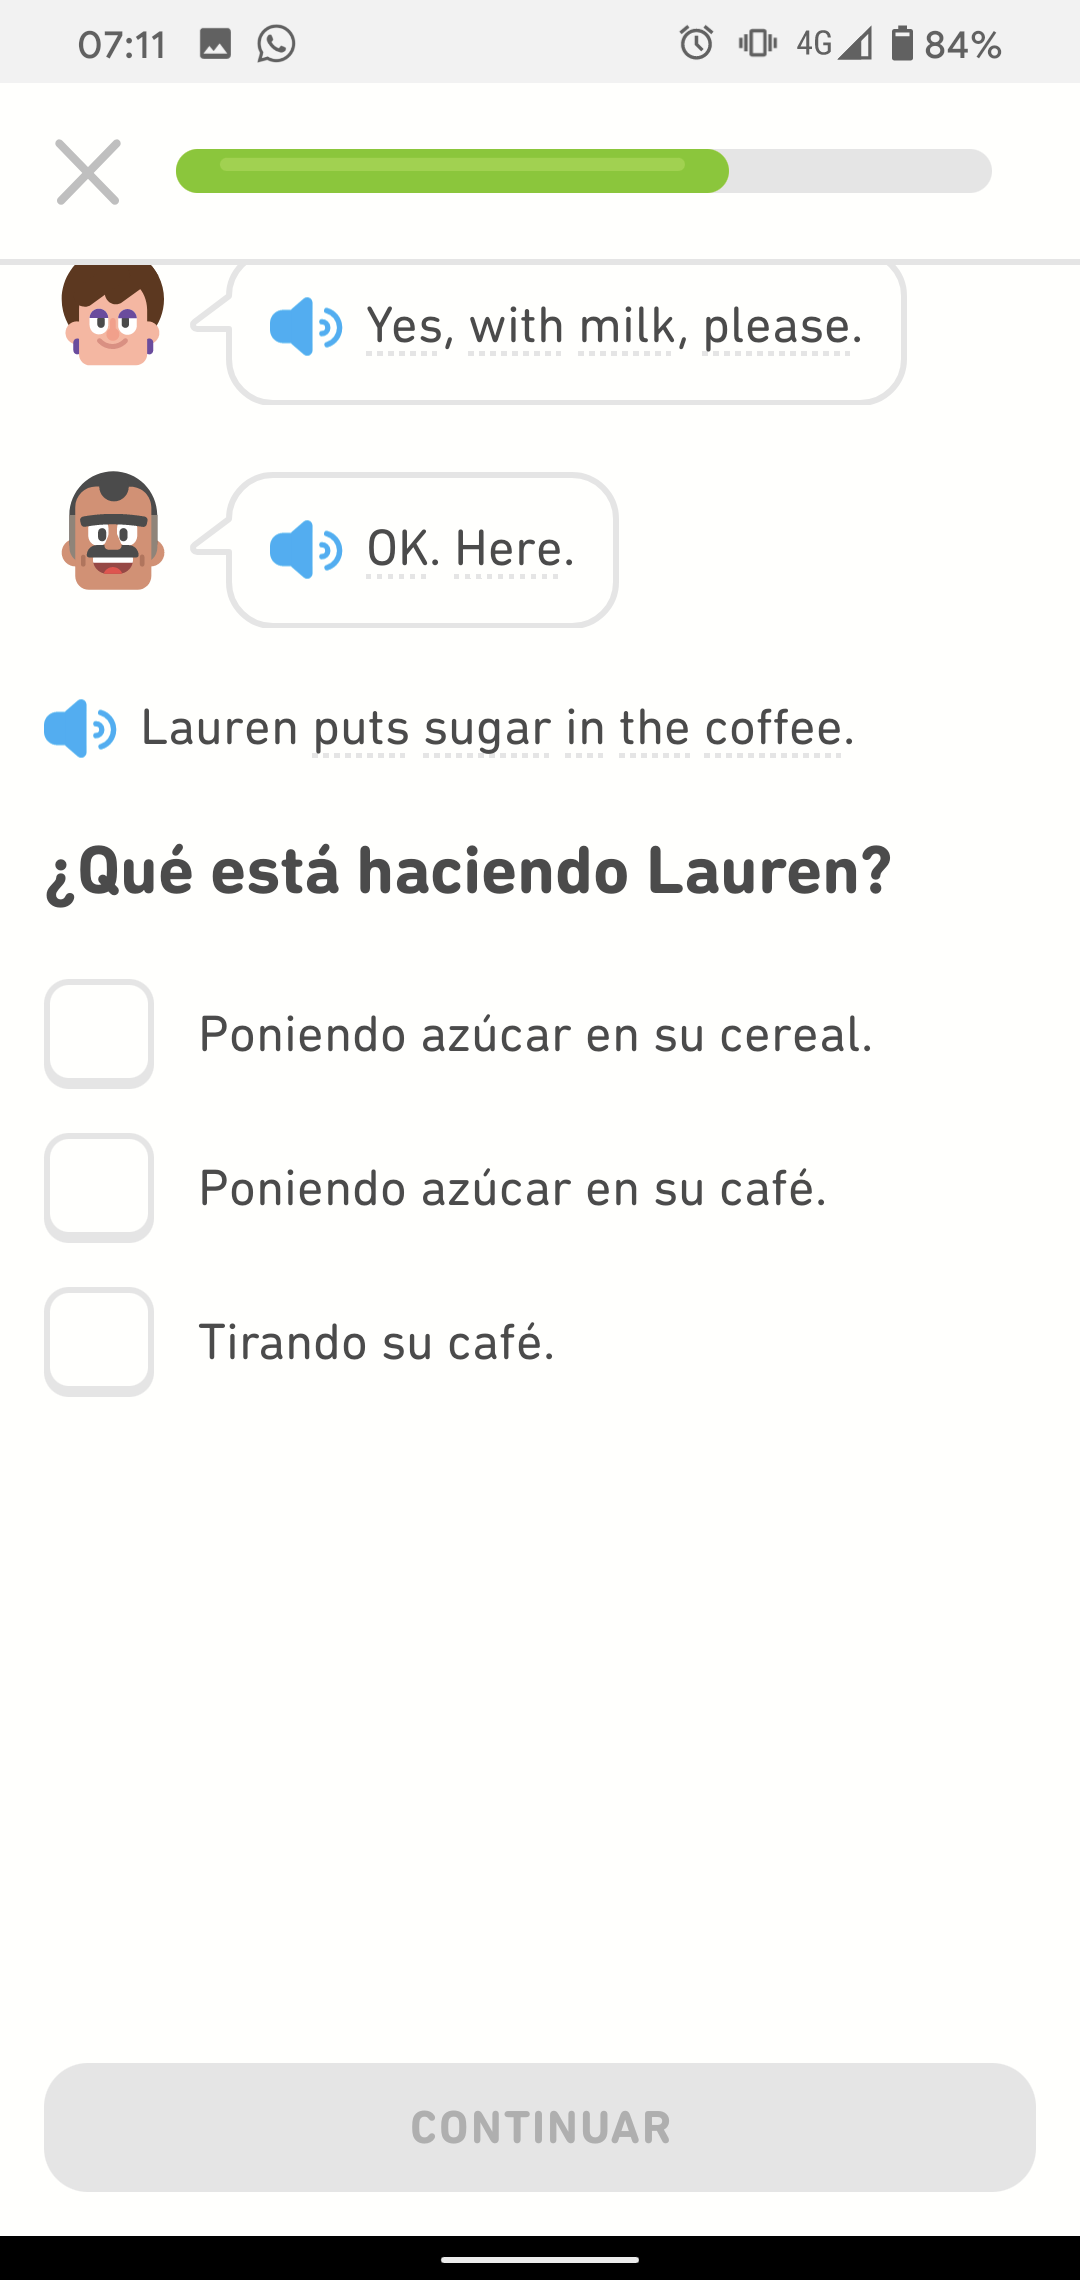 07:11 4G 84%
Yes, with milk, please.
OK. Here.
Lauren puts sugar in the coffee.
¿Qué está haciendo Lauren?
Poniendo azúcar en su cereal.
Poniendo azúcar en su café.
Tirando su café.
CONTINUAR